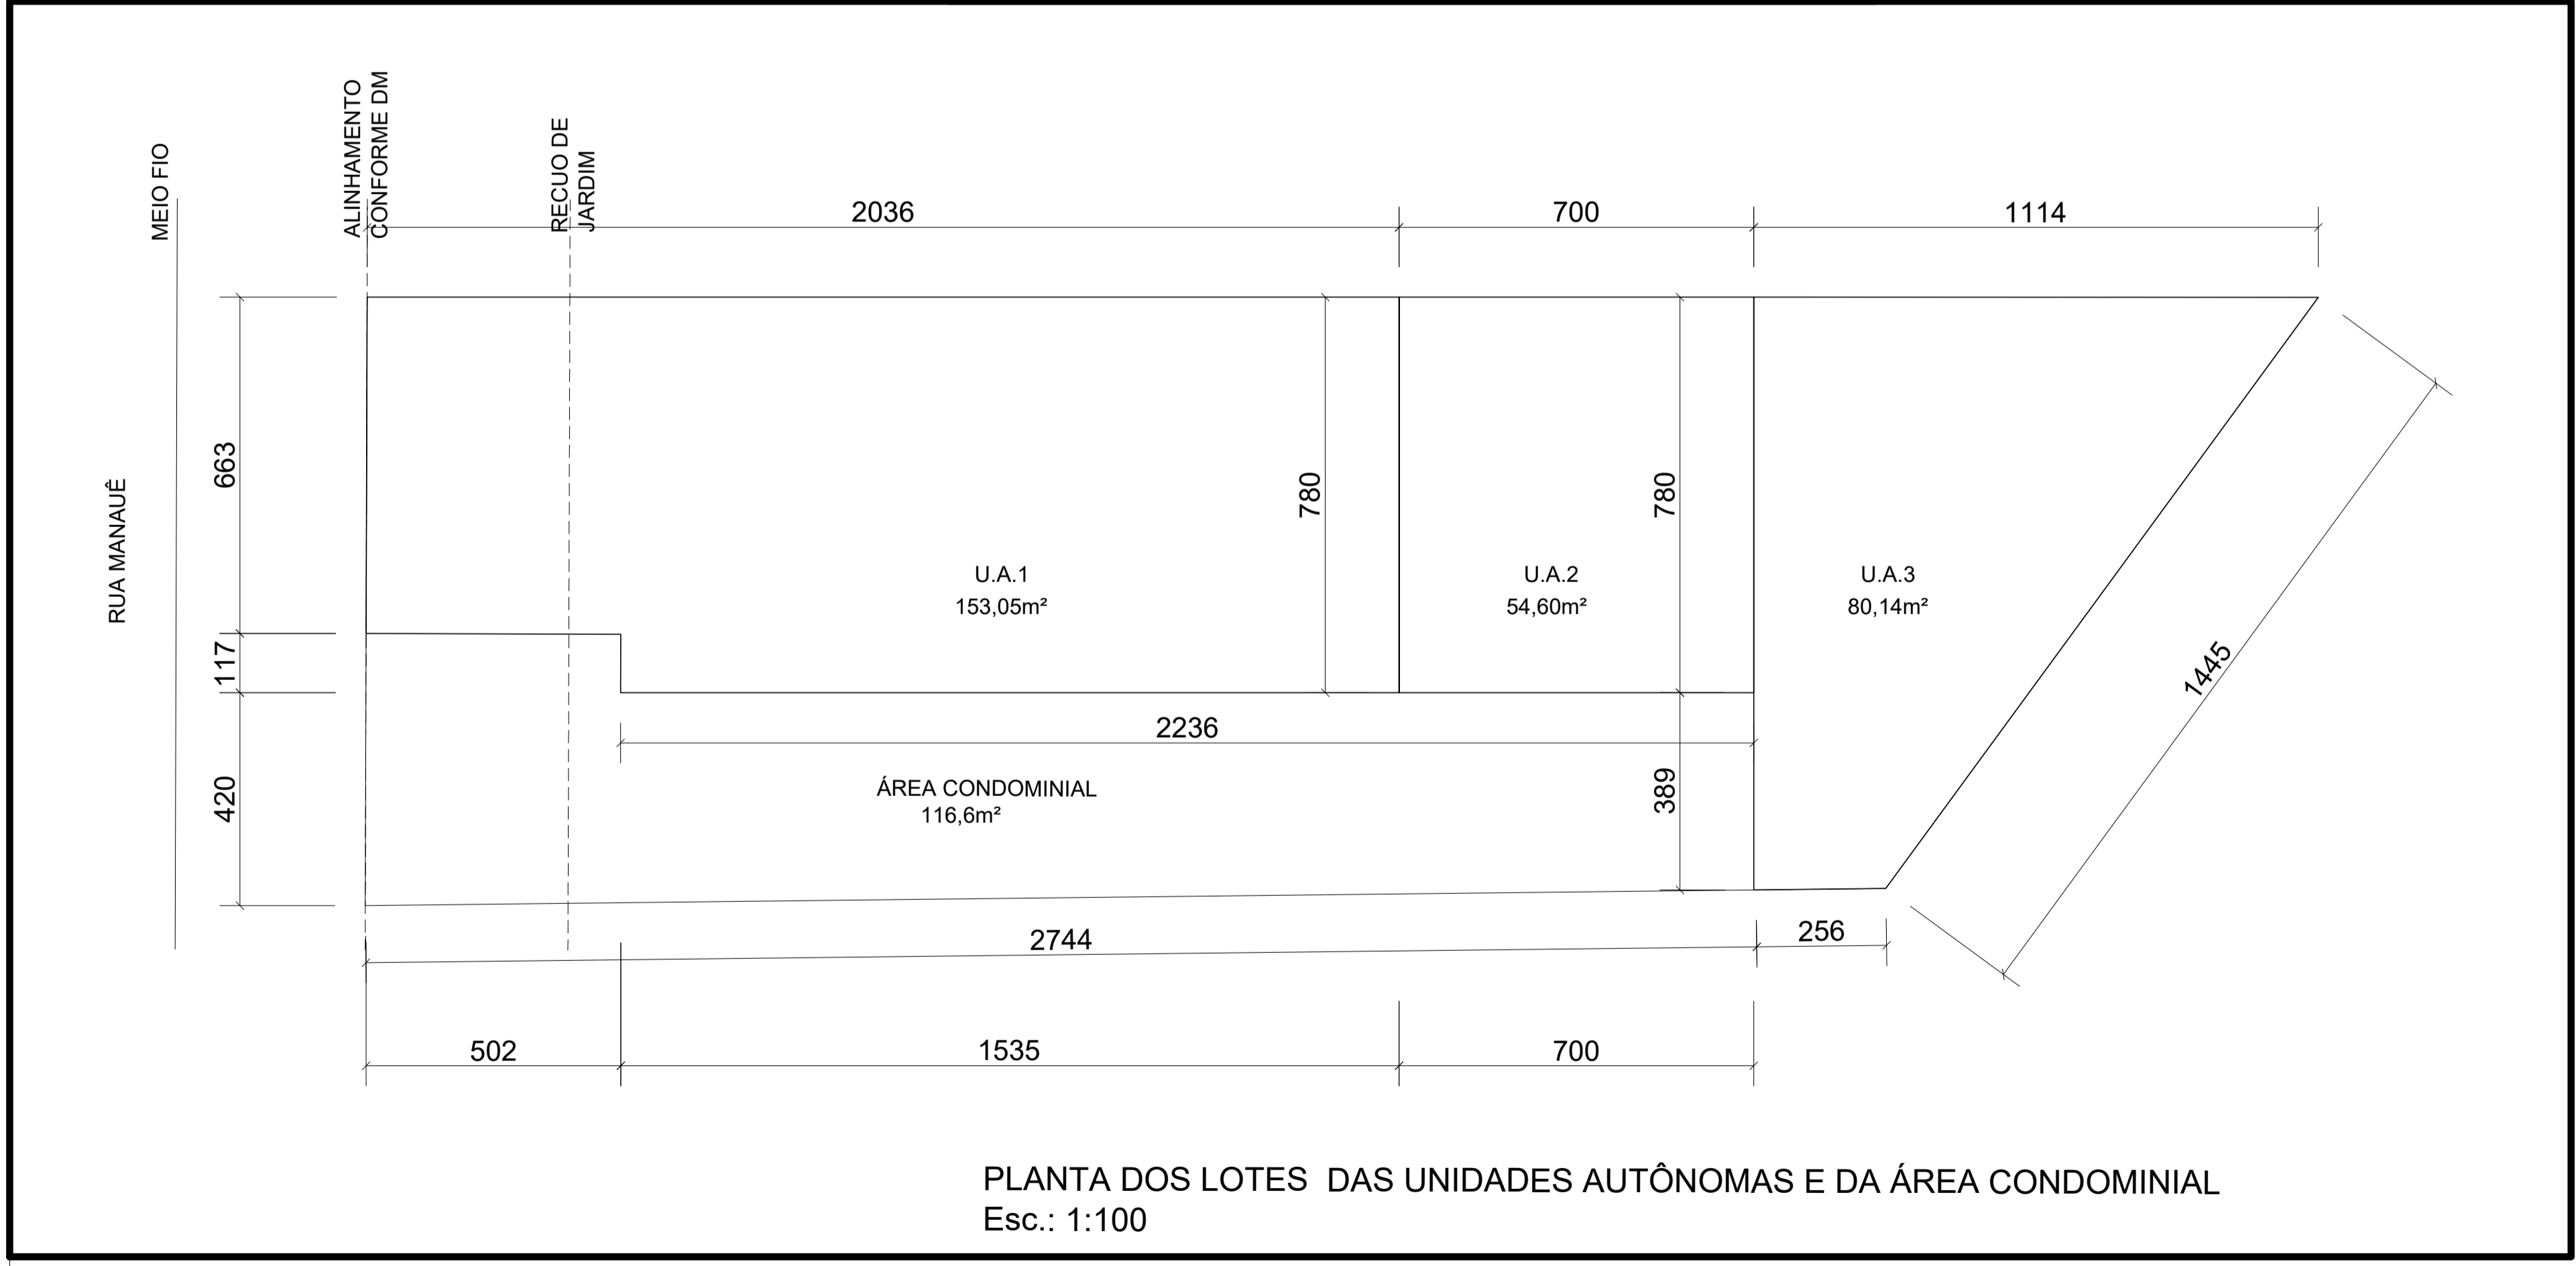 MEIO FIO
ALINHAMENTO
CONFORME DM
RECUO DE
JARDIM
2036
700
1114
663
117
420
RUA MANAUÊ
780
780
389
U.A.1
153,05m²
U.A.2
54,60m²
U.A.3
80,14m²
1445
2236
ÁREA CONDOMINIAL
116,6m²
2744
256
502
1535
700
PLANTA DOS LOTES  DAS UNIDADES AUTÔNOMAS E DA ÁREA CONDOMINIAL
Esc.: 1:100